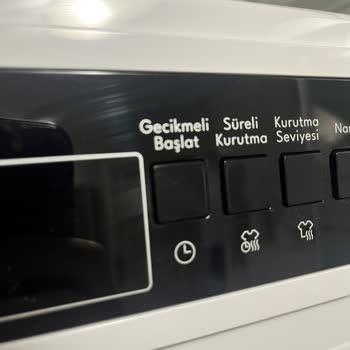 Gecikmeli
Başlat
Süreli
Kurutma
Kurutma
Seviyesi